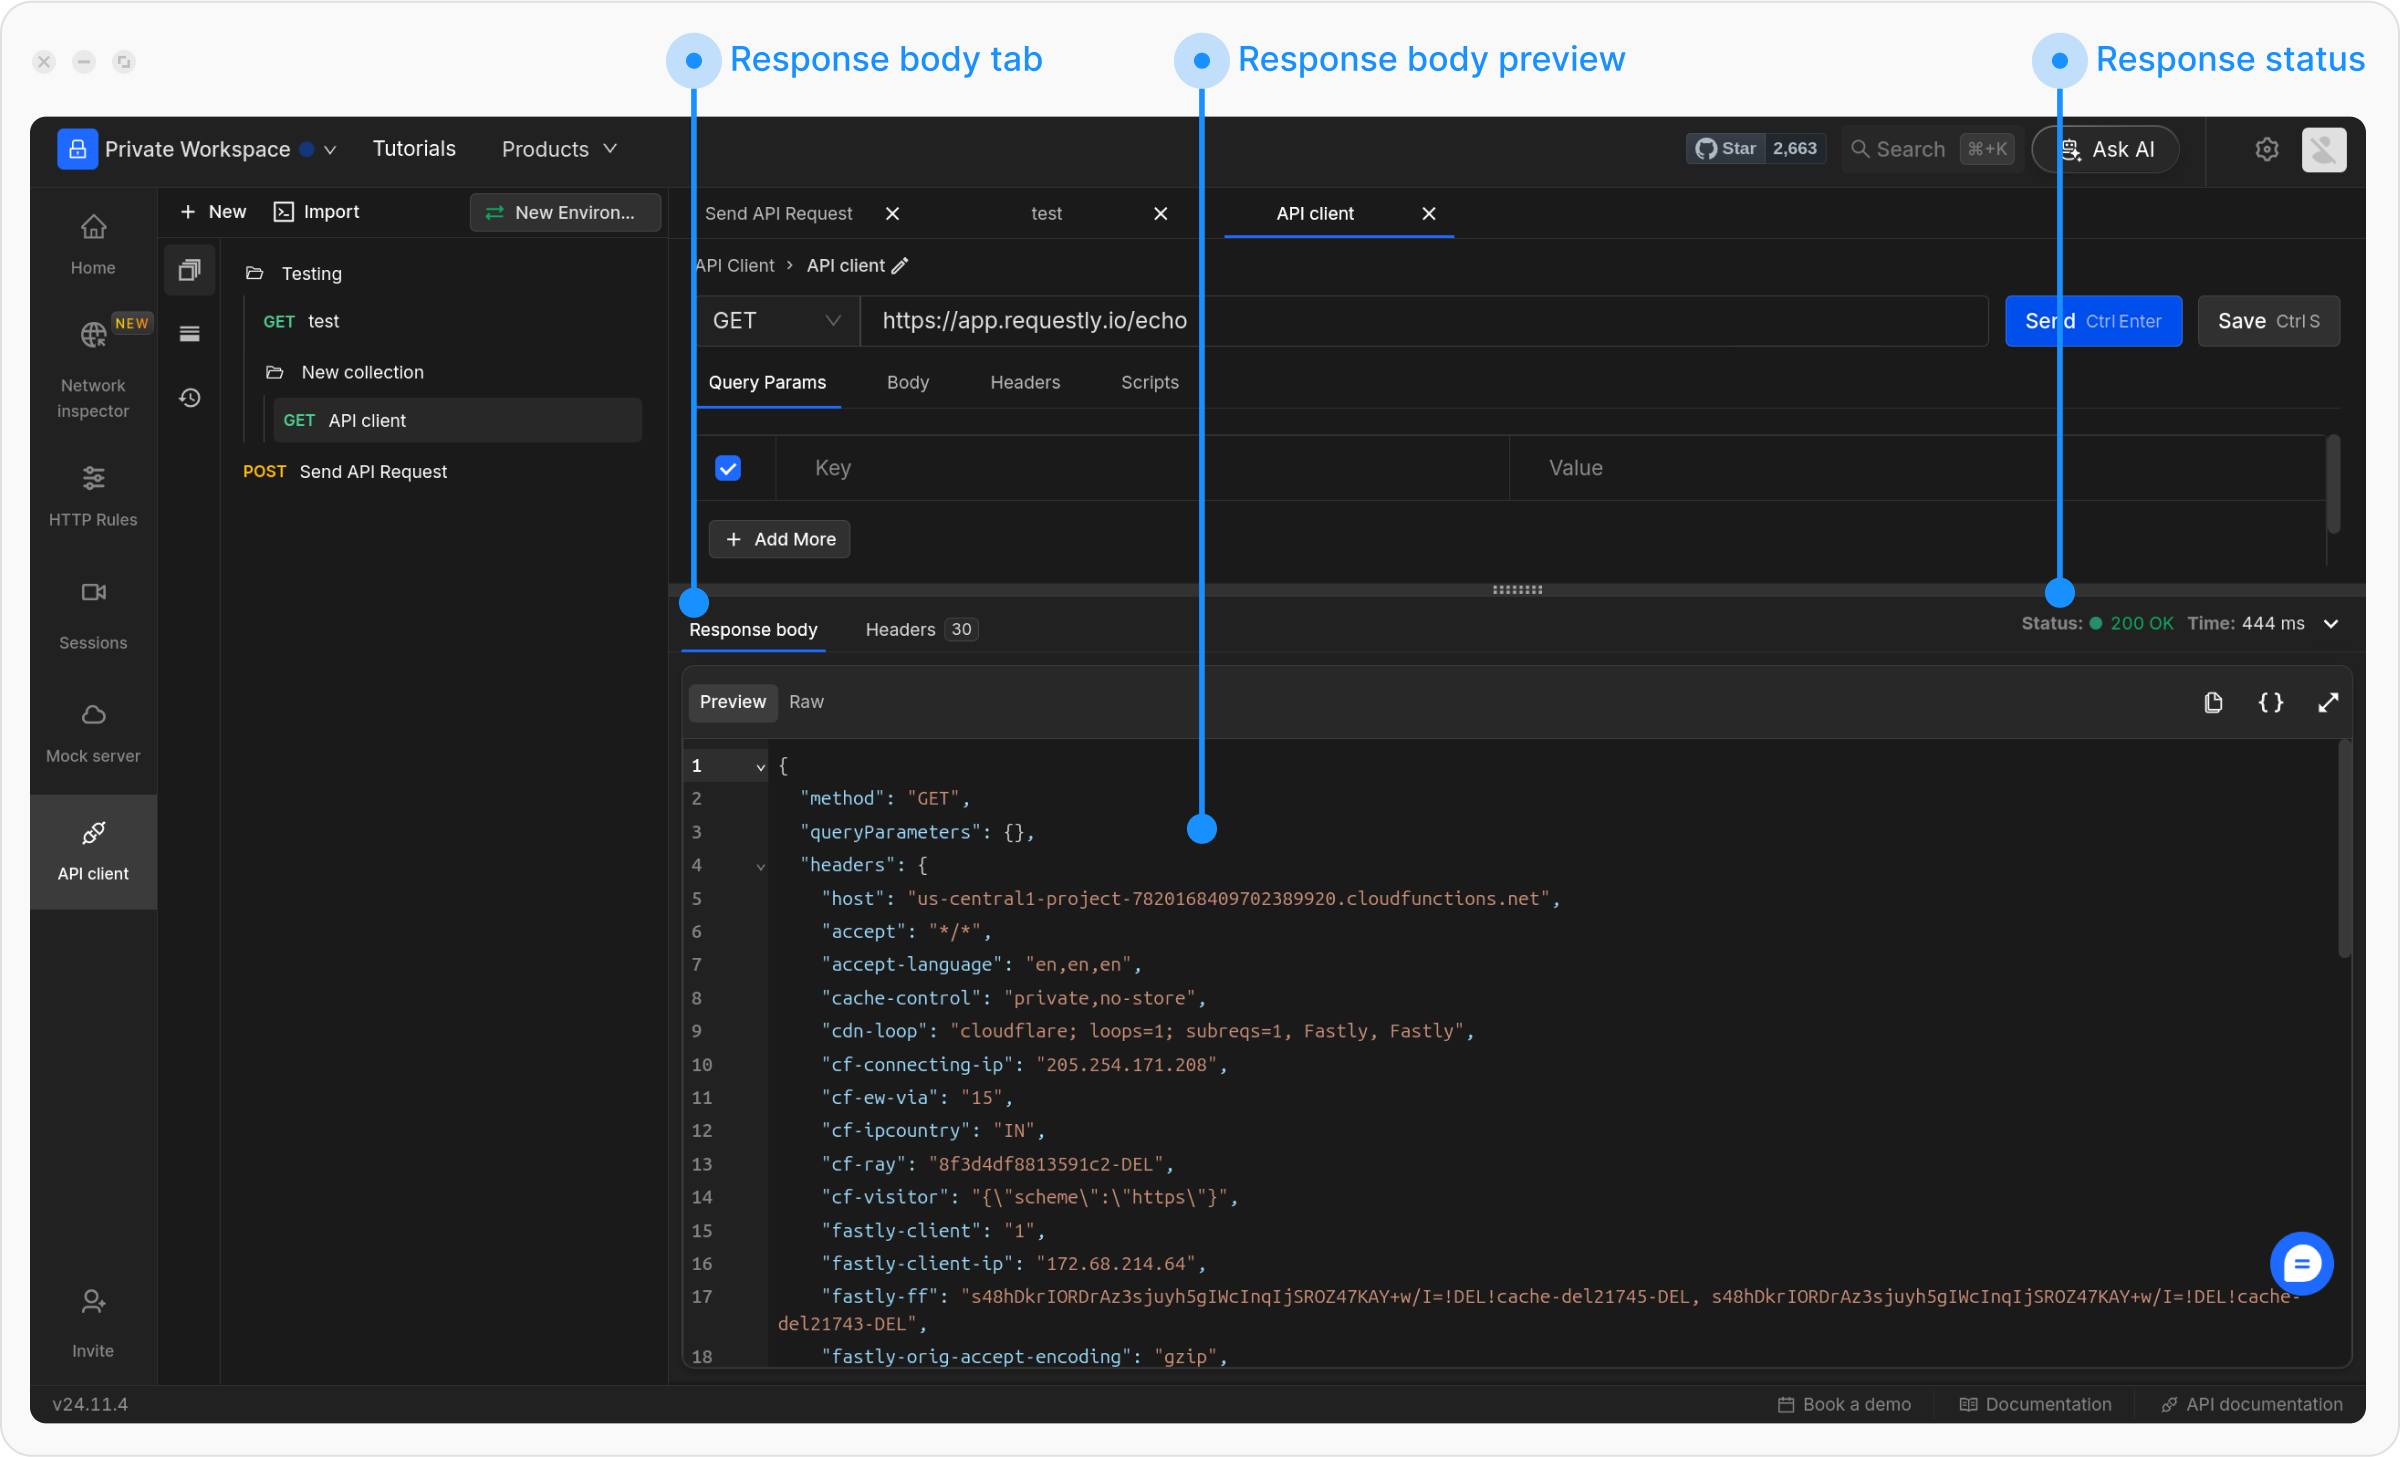 Response body tab
Response body preview
Response status
Private Workspace
Tutorials
Products
Star 2,663
Search ⌘+K
Ask AI
New
Import
New Environ...
Send API Request
test
API client
Home
NEW
Network
inspector
HTTP Rules
Sessions
Mock server
API client
Invite
Testing
GET test
New collection
GET API client
POST Send API Request
API Client > API client
GET
https://app.requestly.io/echo
Send Ctrl Enter
Save Ctrl S
Query Params
Body
Headers
Scripts
Key
Value
+ Add More
Response body
Headers 30
Status: 200 OK Time: 444 ms
Preview
Raw
1 {
2 "method": "GET",
3 "queryParameters": {},
4 "headers": {
5 "host": "us-central1-project-7820168409702389920.cloudfunctions.net",
6 "accept": "*/*",
7 "accept-language": "en,en,en",
8 "cache-control": "private,no-store",
9 "cdn-loop": "cloudflare; loops=1; subreqs=1, Fastly, Fastly",
10 "cf-connecting-ip": "205.254.171.208",
11 "cf-ew-via": "15",
12 "cf-ipcountry": "IN",
13 "cf-ray": "8f3d4df8813591c2-DEL",
14 "cf-visitor": "{\"scheme\":\"https\"}",
15 "fastly-client": "1",
16 "fastly-client-ip": "172.68.214.64",
17 "fastly-ff": "s48hDkrIORDrAz3sjuyh5gIWcInqIjSROZ47KAY+w/I=!DEL!cache-del21745-DEL, s48hDkrIORDrAz3sjuyh5gIWcInqIjSROZ47KAY+w/I=!DEL!cache-
del21743-DEL",
18 "fastly-orig-accept-encoding": "gzip",
v24.11.4
Book a demo
Documentation
API documentation